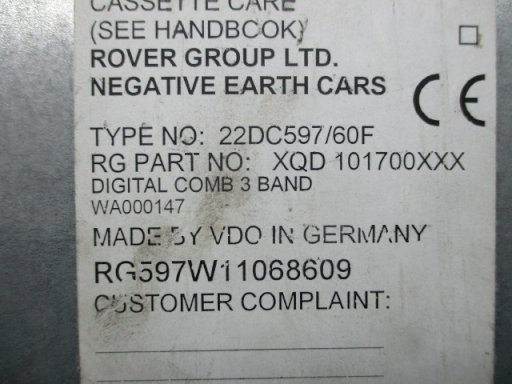 CASSETTE CARE
(SEE HANDBOOK)
ROVER GROUP LTD.
NEGATIVE EARTH CARS
CE
TYPE NO: 22DC597/60F
RG PART NO: XQD 101700XXX
DIGITAL COMB 3 BAND
WA000147
MADE BY VDO IN GERMANY
RG597W11068609
CUSTOMER COMPLAINT: